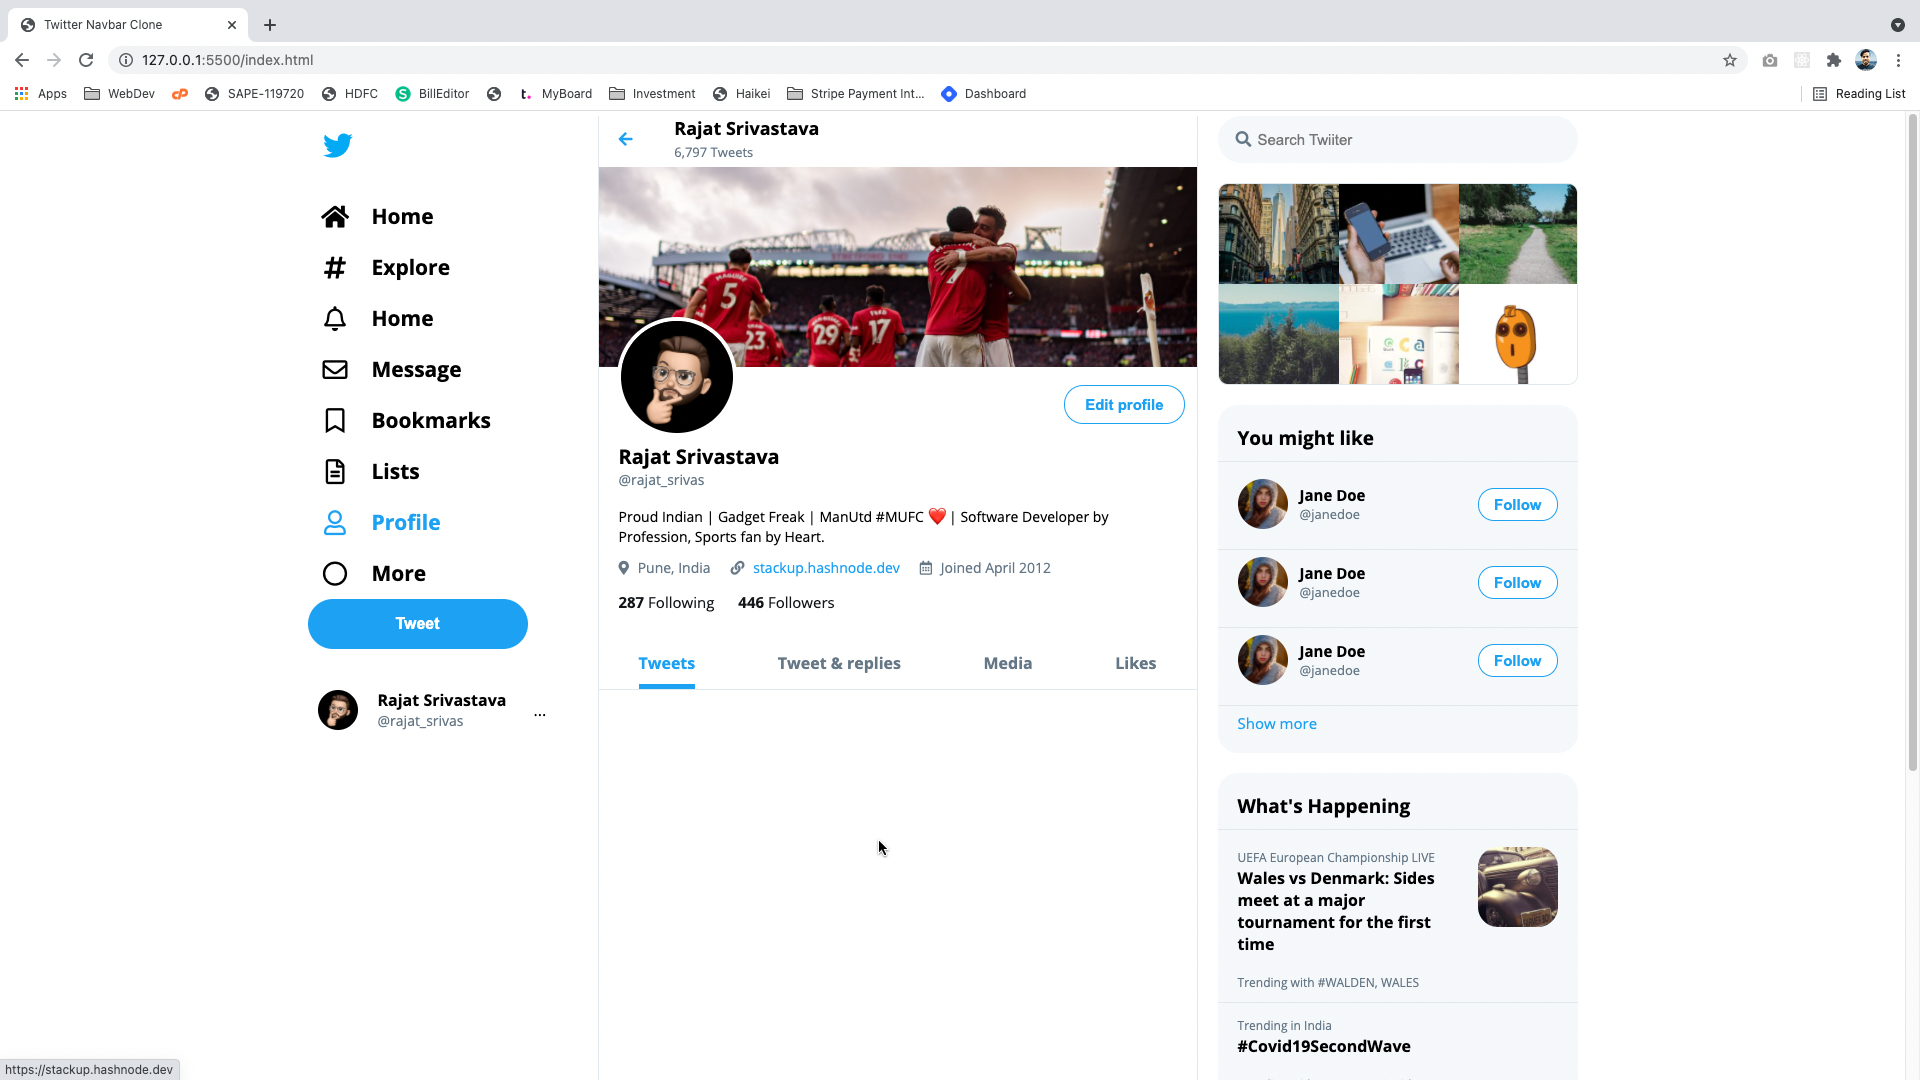 Twitter Navbar Clone
127.0.0.1:5500/index.html
Apps
WebDev
SAPE-119720
HDFC
BillEditor
MyBoard
Investment
Haikei
Stripe Payment Int...
Dashboard
Reading List
Home
Explore
Home
Message
Bookmarks
Lists
Profile
More
Tweet
Rajat Srivastava
@rajat_srivas
...
Rajat Srivastava
6,797 Tweets
5
23
29
17
7
Edit profile
Rajat Srivastava
@rajat_srivas
Proud Indian | Gadget Freak | ManUtd #MUFC ❤️ | Software Developer by
Profession, Sports fan by Heart.
Pune, India
stackup.hashnode.dev
Joined April 2012
287 Following
446 Followers
Tweets
Tweet & replies
Media
Likes
Search Twiiter
You might like
Jane Doe
@janedoe
Follow
Jane Doe
@janedoe
Follow
Jane Doe
@janedoe
Follow
Show more
What's Happening
UEFA European Championship LIVE
Wales vs Denmark: Sides
meet at a major
tournament for the first
time
Trending with #WALDEN, WALES
Trending in India
#Covid19SecondWave
https://stackup.hashnode.dev